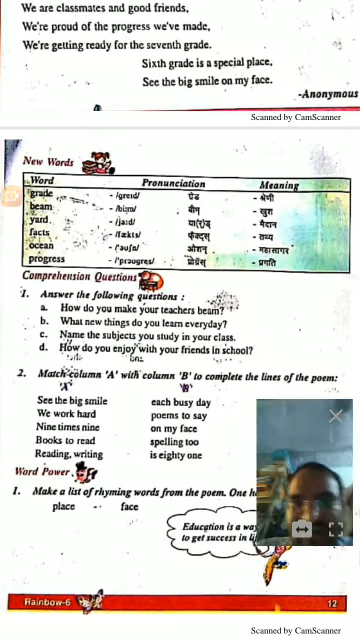 We are classmates and good friends,
We're proud of the progress we've made,
We're getting ready for the seventh grade.
Sixth grade is a special place,
See the big smile on my face.
-Anonymous
Scanned by CamScanner
New Words
Word Pronunciation Meaning
grade - /greɪd/ ग्रेड - श्रेणी
beam - /biːm/ बीम् - खुश
yard - /jaːd/ या(र्)ड् - मैदान
facts - /fækts/ फॅक्ट्स् - तथ्य
ocean ओशन् - महासागर
progress प्रोग्रेस् - प्रगति
Comprehension Questions
1. Answer the following questions :
a. How do you make your teachers beam?
b. What new things do you learn everyday?
c. Name the subjects you study in your class.
d. How do you enjoy with your friends in school?
2. Match column 'A' with column 'B' to complete the lines of the poem:
'A' 'B'
See the big smile each busy day
We work hard poems to say
Nine times nine on my face
Books to read spelling too
Reading, writing is eighty one
Word Power
1. Make a list of rhyming words from the poem. One
place - face
Education is a
to get success in
Rainbow-6 12
Scanned by CamScanner